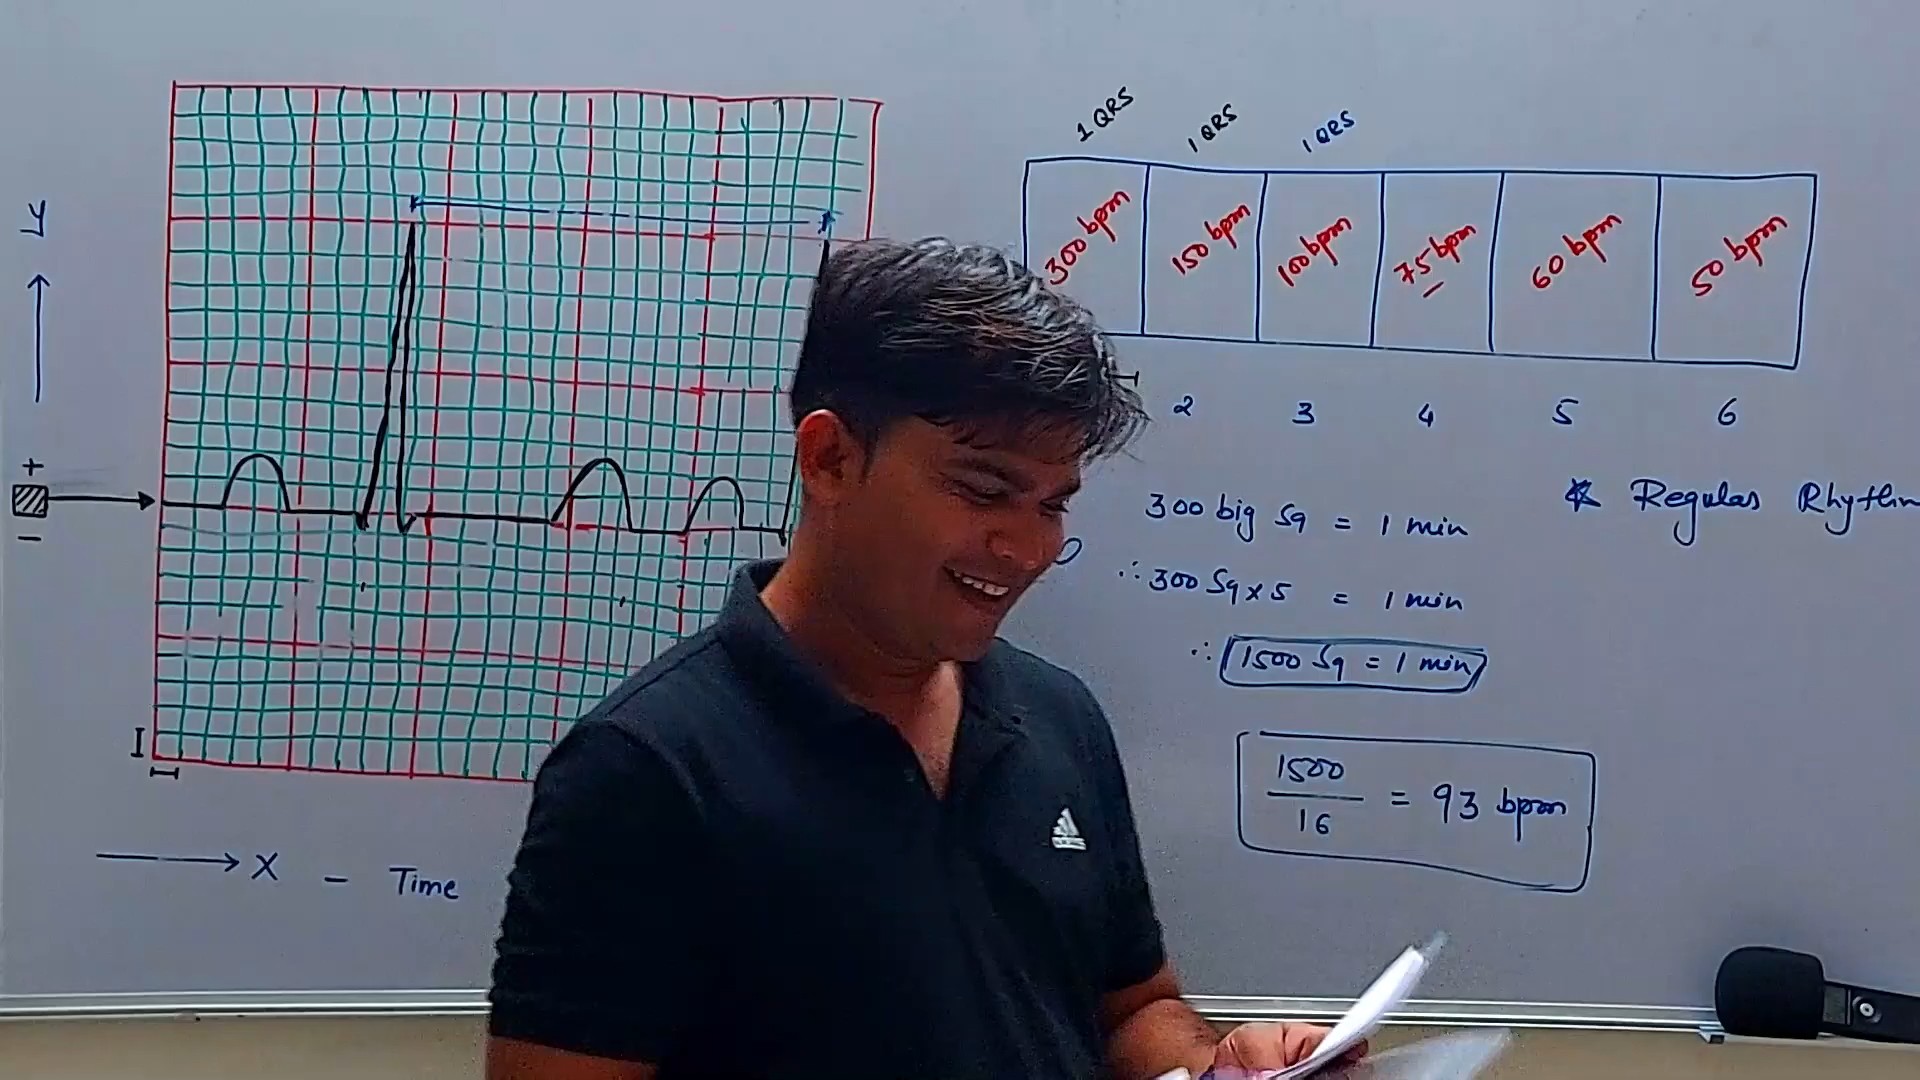 1 QRS
1 QRS
1 QRS
300 bpm
150 bpm
100 bpm
75 bpm
60 bpm
50 bpm
2
3
4
5
6
y
+
−
I
X - Time
300 big Sq = 1 min
∴ 300 Sq x 5 = 1 min
∴ 1500 Sq = 1 min
1500
16
= 93 bpm
* Regular Rhythm